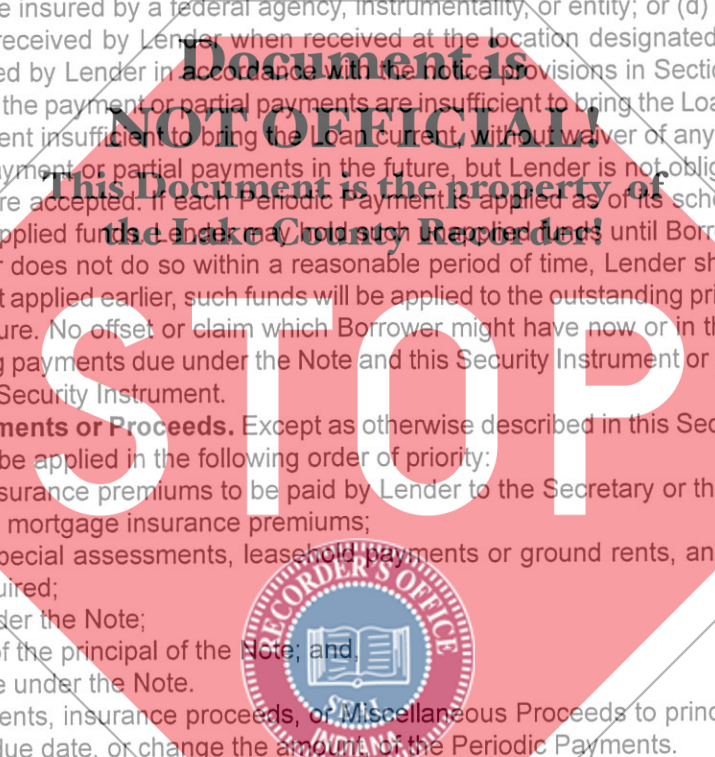 e insured by a federal agency, instrumentality, or entity; or (d)
received by Lender when received at the location designated
Document is
ed by Lender in accordance with the notice provisions in Secti
the payment or partial payments are insufficient to bring the Loa
NOT OFFICIAL!
ent insufficient to bring the Loan current, without waiver of any
yment or partial payments in the future, but Lender is not oblig
This Document is the property of
re accepted. If each Periodic Payment is applied as of its sche
the Lake County Recorder!
pplied funds. Lender may hold such unapplied funds until Borr
r does not do so within a reasonable period of time, Lender sh
t applied earlier, such funds will be applied to the outstanding pri
ure. No offset or claim which Borrower might have now or in th
g payments due under the Note and this Security Instrument or
Security Instrument.
STOP
ments or Proceeds. Except as otherwise described in this Sec
be applied in the following order of priority:
surance premiums to be paid by Lender to the Secretary or th
mortgage insurance premiums;
pecial assessments, leasehold payments or ground rents, an
uired;
der the Note;
of the principal of the Note; and,
e under the Note.
RECORDER'S OFFICE
SEAL
INDIANA
ents, insurance proceeds, or Miscellaneous Proceeds to princ
due date, or change the amount, of the Periodic Payments.